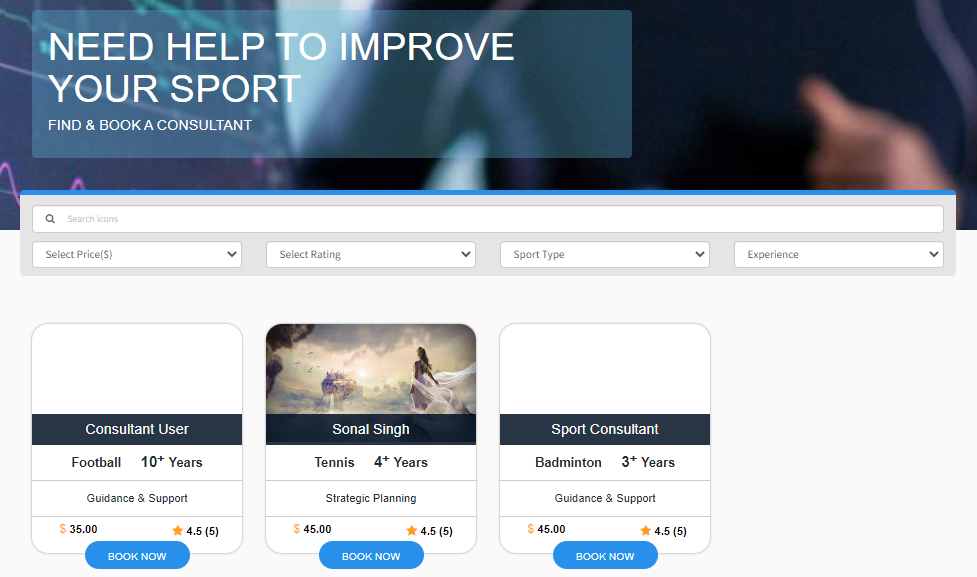 NEED HELP TO IMPROVE
YOUR SPORT
FIND & BOOK A CONSULTANT
Search icons
Select Price($)
Select Rating
Sport Type
Experience
Consultant User
Football 10+ Years
Guidance & Support
$ 35.00 4.5 (5)
BOOK NOW
Sonal Singh
Tennis 4+ Years
Strategic Planning
$ 45.00 4.5 (5)
BOOK NOW
Sport Consultant
Badminton 3+ Years
Guidance & Support
$ 45.00 4.5 (5)
BOOK NOW